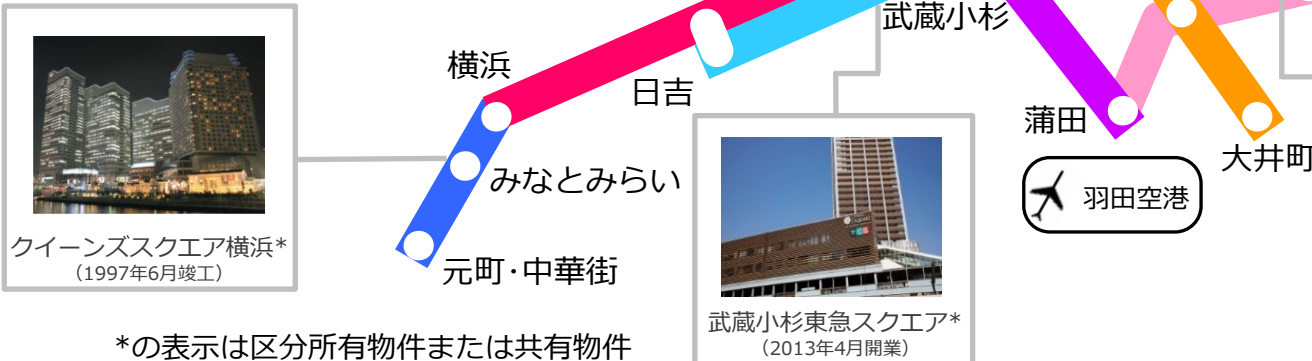 武蔵小杉
横浜
日吉
蒲田
大井町
みなとみらい
羽田空港
クイーンズスクエア横浜*
（1997年6月竣工）
元町･中華街
武蔵小杉東急スクエア*
（2013年4月開業）
*の表示は区分所有物件または共有物件